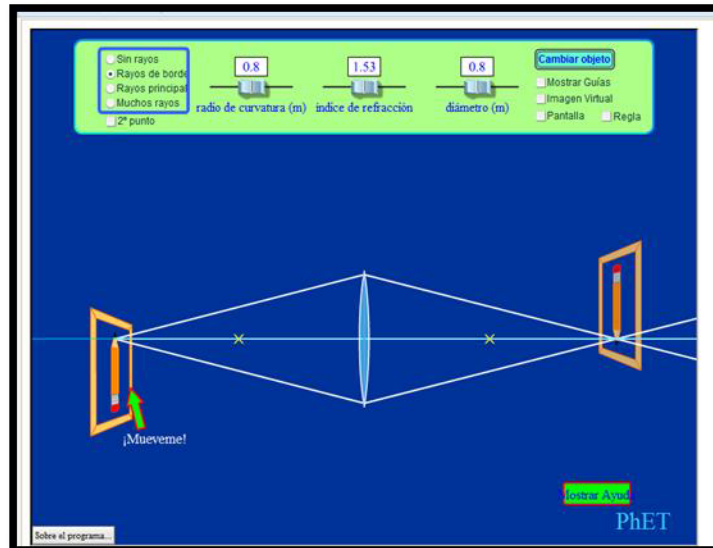 Sin rayos
Rayos de borde
Rayos principal
Muchos rayos
2º punto
0.8
radio de curvatura (m)
1.53
índice de refracción
0.8
diámetro (m)
Cambiar objeto
Mostrar Guías
Imagen Virtual
Pantalla
Regla
¡Mueveme!
Mostrar Ayuda
PhET
Sobre el programa...